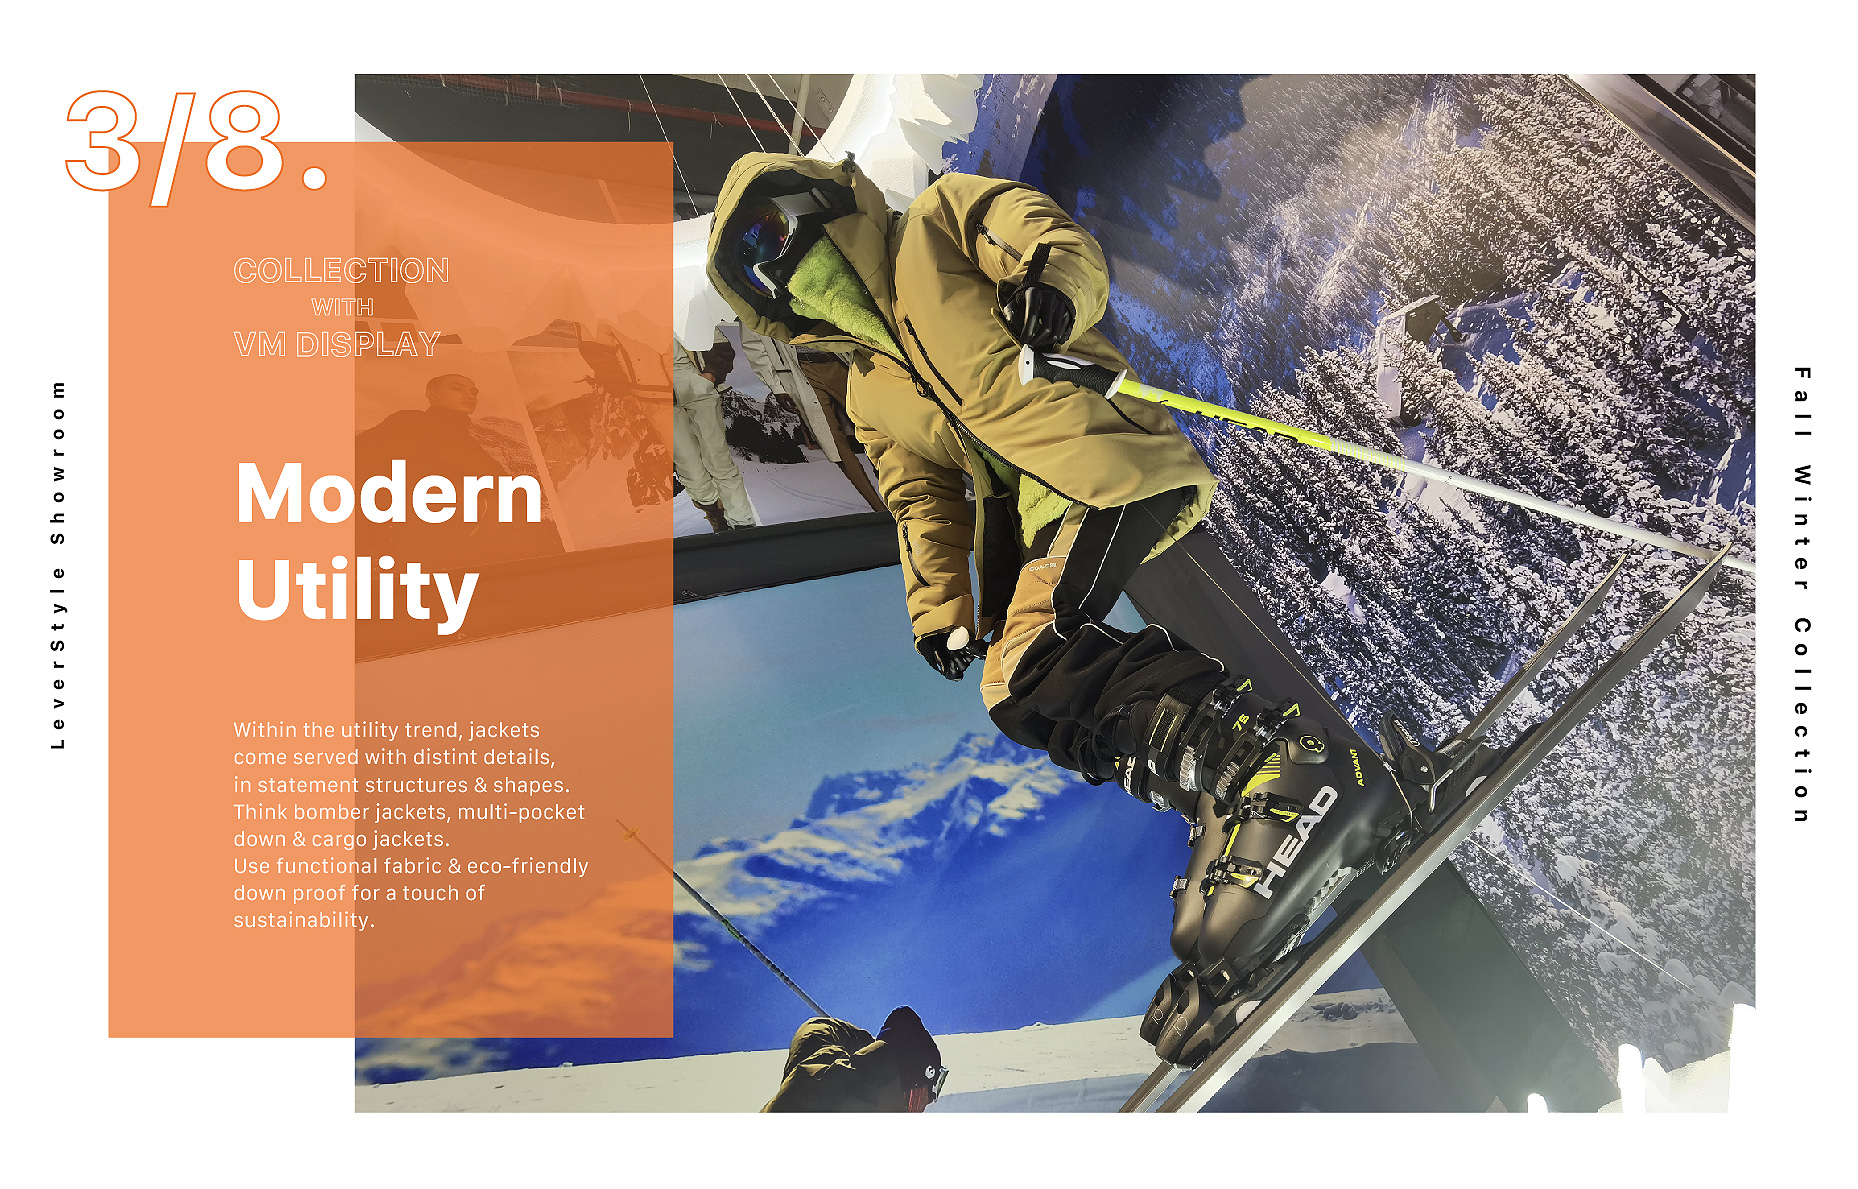 3/8.
COLLECTION
WITH
VM DISPLAY
Modern
Utility
Within the utility trend, jackets
come served with distint details,
in statement structures & shapes.
Think bomber jackets, multi-pocket
down & cargo jackets.
Use functional fabric & eco-friendly
down proof for a touch of
sustainability.
LeverStyle Showroom
Fall Winter Collection
HEAD
ADVANT
75